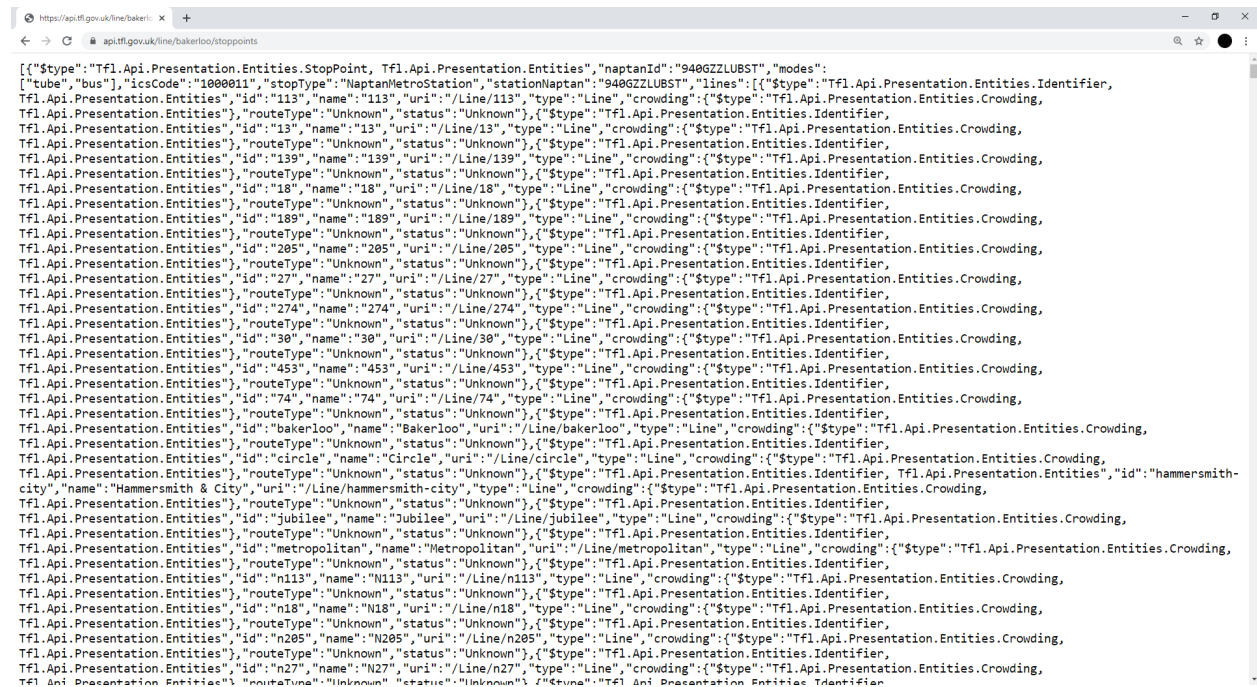 https://api.tfl.gov.uk/line/bakerlo
api.tfl.gov.uk/line/bakerloo/stoppoints
[{"$type":"Tfl.Api.Presentation.Entities.StopPoint, Tfl.Api.Presentation.Entities","naptanId":"940GZZLUBST","modes":
["tube","bus"],"icsCode":"1000011","stopType":"NaptanMetroStation","stationNaptan":"940GZZLUBST","lines":[{"$type":"Tfl.Api.Presentation.Entities.Identifier,
Tfl.Api.Presentation.Entities","id":"113","name":"113","uri":"/Line/113","type":"Line","crowding":{"$type":"Tfl.Api.Presentation.Entities.Crowding,
Tfl.Api.Presentation.Entities"},"routeType":"Unknown","status":"Unknown"},{"$type":"Tfl.Api.Presentation.Entities.Identifier,
Tfl.Api.Presentation.Entities","id":"13","name":"13","uri":"/Line/13","type":"Line","crowding":{"$type":"Tfl.Api.Presentation.Entities.Crowding,
Tfl.Api.Presentation.Entities"},"routeType":"Unknown","status":"Unknown"},{"$type":"Tfl.Api.Presentation.Entities.Identifier,
Tfl.Api.Presentation.Entities","id":"139","name":"139","uri":"/Line/139","type":"Line","crowding":{"$type":"Tfl.Api.Presentation.Entities.Crowding,
Tfl.Api.Presentation.Entities"},"routeType":"Unknown","status":"Unknown"},{"$type":"Tfl.Api.Presentation.Entities.Identifier,
Tfl.Api.Presentation.Entities","id":"18","name":"18","uri":"/Line/18","type":"Line","crowding":{"$type":"Tfl.Api.Presentation.Entities.Crowding,
Tfl.Api.Presentation.Entities"},"routeType":"Unknown","status":"Unknown"},{"$type":"Tfl.Api.Presentation.Entities.Identifier,
Tfl.Api.Presentation.Entities","id":"189","name":"189","uri":"/Line/189","type":"Line","crowding":{"$type":"Tfl.Api.Presentation.Entities.Crowding,
Tfl.Api.Presentation.Entities"},"routeType":"Unknown","status":"Unknown"},{"$type":"Tfl.Api.Presentation.Entities.Identifier,
Tfl.Api.Presentation.Entities","id":"205","name":"205","uri":"/Line/205","type":"Line","crowding":{"$type":"Tfl.Api.Presentation.Entities.Crowding,
Tfl.Api.Presentation.Entities"},"routeType":"Unknown","status":"Unknown"},{"$type":"Tfl.Api.Presentation.Entities.Identifier,
Tfl.Api.Presentation.Entities","id":"27","name":"27","uri":"/Line/27","type":"Line","crowding":{"$type":"Tfl.Api.Presentation.Entities.Crowding,
Tfl.Api.Presentation.Entities"},"routeType":"Unknown","status":"Unknown"},{"$type":"Tfl.Api.Presentation.Entities.Identifier,
Tfl.Api.Presentation.Entities","id":"274","name":"274","uri":"/Line/274","type":"Line","crowding":{"$type":"Tfl.Api.Presentation.Entities.Crowding,
Tfl.Api.Presentation.Entities"},"routeType":"Unknown","status":"Unknown"},{"$type":"Tfl.Api.Presentation.Entities.Identifier,
Tfl.Api.Presentation.Entities","id":"30","name":"30","uri":"/Line/30","type":"Line","crowding":{"$type":"Tfl.Api.Presentation.Entities.Crowding,
Tfl.Api.Presentation.Entities"},"routeType":"Unknown","status":"Unknown"},{"$type":"Tfl.Api.Presentation.Entities.Identifier,
Tfl.Api.Presentation.Entities","id":"453","name":"453","uri":"/Line/453","type":"Line","crowding":{"$type":"Tfl.Api.Presentation.Entities.Crowding,
Tfl.Api.Presentation.Entities"},"routeType":"Unknown","status":"Unknown"},{"$type":"Tfl.Api.Presentation.Entities.Identifier,
Tfl.Api.Presentation.Entities","id":"74","name":"74","uri":"/Line/74","type":"Line","crowding":{"$type":"Tfl.Api.Presentation.Entities.Crowding,
Tfl.Api.Presentation.Entities"},"routeType":"Unknown","status":"Unknown"},{"$type":"Tfl.Api.Presentation.Entities.Identifier,
Tfl.Api.Presentation.Entities","id":"bakerloo","name":"Bakerloo","uri":"/Line/bakerloo","type":"Line","crowding":{"$type":"Tfl.Api.Presentation.Entities.Crowding,
Tfl.Api.Presentation.Entities"},"routeType":"Unknown","status":"Unknown"},{"$type":"Tfl.Api.Presentation.Entities.Identifier,
Tfl.Api.Presentation.Entities","id":"circle","name":"Circle","uri":"/Line/circle","type":"Line","crowding":{"$type":"Tfl.Api.Presentation.Entities.Crowding,
Tfl.Api.Presentation.Entities"},"routeType":"Unknown","status":"Unknown"},{"$type":"Tfl.Api.Presentation.Entities.Identifier, Tfl.Api.Presentation.Entities","id":"hammersmith-
city","name":"Hammersmith & City","uri":"/Line/hammersmith-city","type":"Line","crowding":{"$type":"Tfl.Api.Presentation.Entities.Crowding,
Tfl.Api.Presentation.Entities"},"routeType":"Unknown","status":"Unknown"},{"$type":"Tfl.Api.Presentation.Entities.Identifier,
Tfl.Api.Presentation.Entities","id":"jubilee","name":"Jubilee","uri":"/Line/jubilee","type":"Line","crowding":{"$type":"Tfl.Api.Presentation.Entities.Crowding,
Tfl.Api.Presentation.Entities"},"routeType":"Unknown","status":"Unknown"},{"$type":"Tfl.Api.Presentation.Entities.Identifier,
Tfl.Api.Presentation.Entities","id":"metropolitan","name":"Metropolitan","uri":"/Line/metropolitan","type":"Line","crowding":{"$type":"Tfl.Api.Presentation.Entities.Crowding,
Tfl.Api.Presentation.Entities"},"routeType":"Unknown","status":"Unknown"},{"$type":"Tfl.Api.Presentation.Entities.Identifier,
Tfl.Api.Presentation.Entities","id":"n113","name":"N113","uri":"/Line/n113","type":"Line","crowding":{"$type":"Tfl.Api.Presentation.Entities.Crowding,
Tfl.Api.Presentation.Entities"},"routeType":"Unknown","status":"Unknown"},{"$type":"Tfl.Api.Presentation.Entities.Identifier,
Tfl.Api.Presentation.Entities","id":"n18","name":"N18","uri":"/Line/n18","type":"Line","crowding":{"$type":"Tfl.Api.Presentation.Entities.Crowding,
Tfl.Api.Presentation.Entities"},"routeType":"Unknown","status":"Unknown"},{"$type":"Tfl.Api.Presentation.Entities.Identifier,
Tfl.Api.Presentation.Entities","id":"n205","name":"N205","uri":"/Line/n205","type":"Line","crowding":{"$type":"Tfl.Api.Presentation.Entities.Crowding,
Tfl.Api.Presentation.Entities"},"routeType":"Unknown","status":"Unknown"},{"$type":"Tfl.Api.Presentation.Entities.Identifier,
Tfl.Api.Presentation.Entities","id":"n27","name":"N27","uri":"/Line/n27","type":"Line","crowding":{"$type":"Tfl.Api.Presentation.Entities.Crowding,
Tfl.Api.Presentation.Entities"},"routeType":"Unknown","status":"Unknown"},{"$type":"Tfl.Api.Presentation.Entities.Identifier,